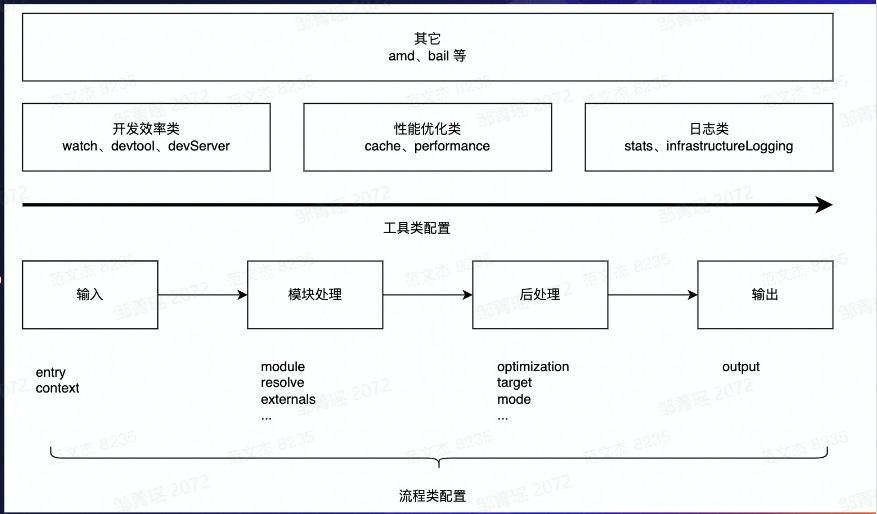 其它
amd、bail 等
开发效率类
watch、devtool、devServer
性能优化类
cache、performance
日志类
stats、infrastructureLogging
工具类配置
输入
模块处理
后处理
输出
entry
context
module
resolve
externals
...
optimization
target
mode
...
output
流程类配置
范文杰 8235
邹菁瑶 2072